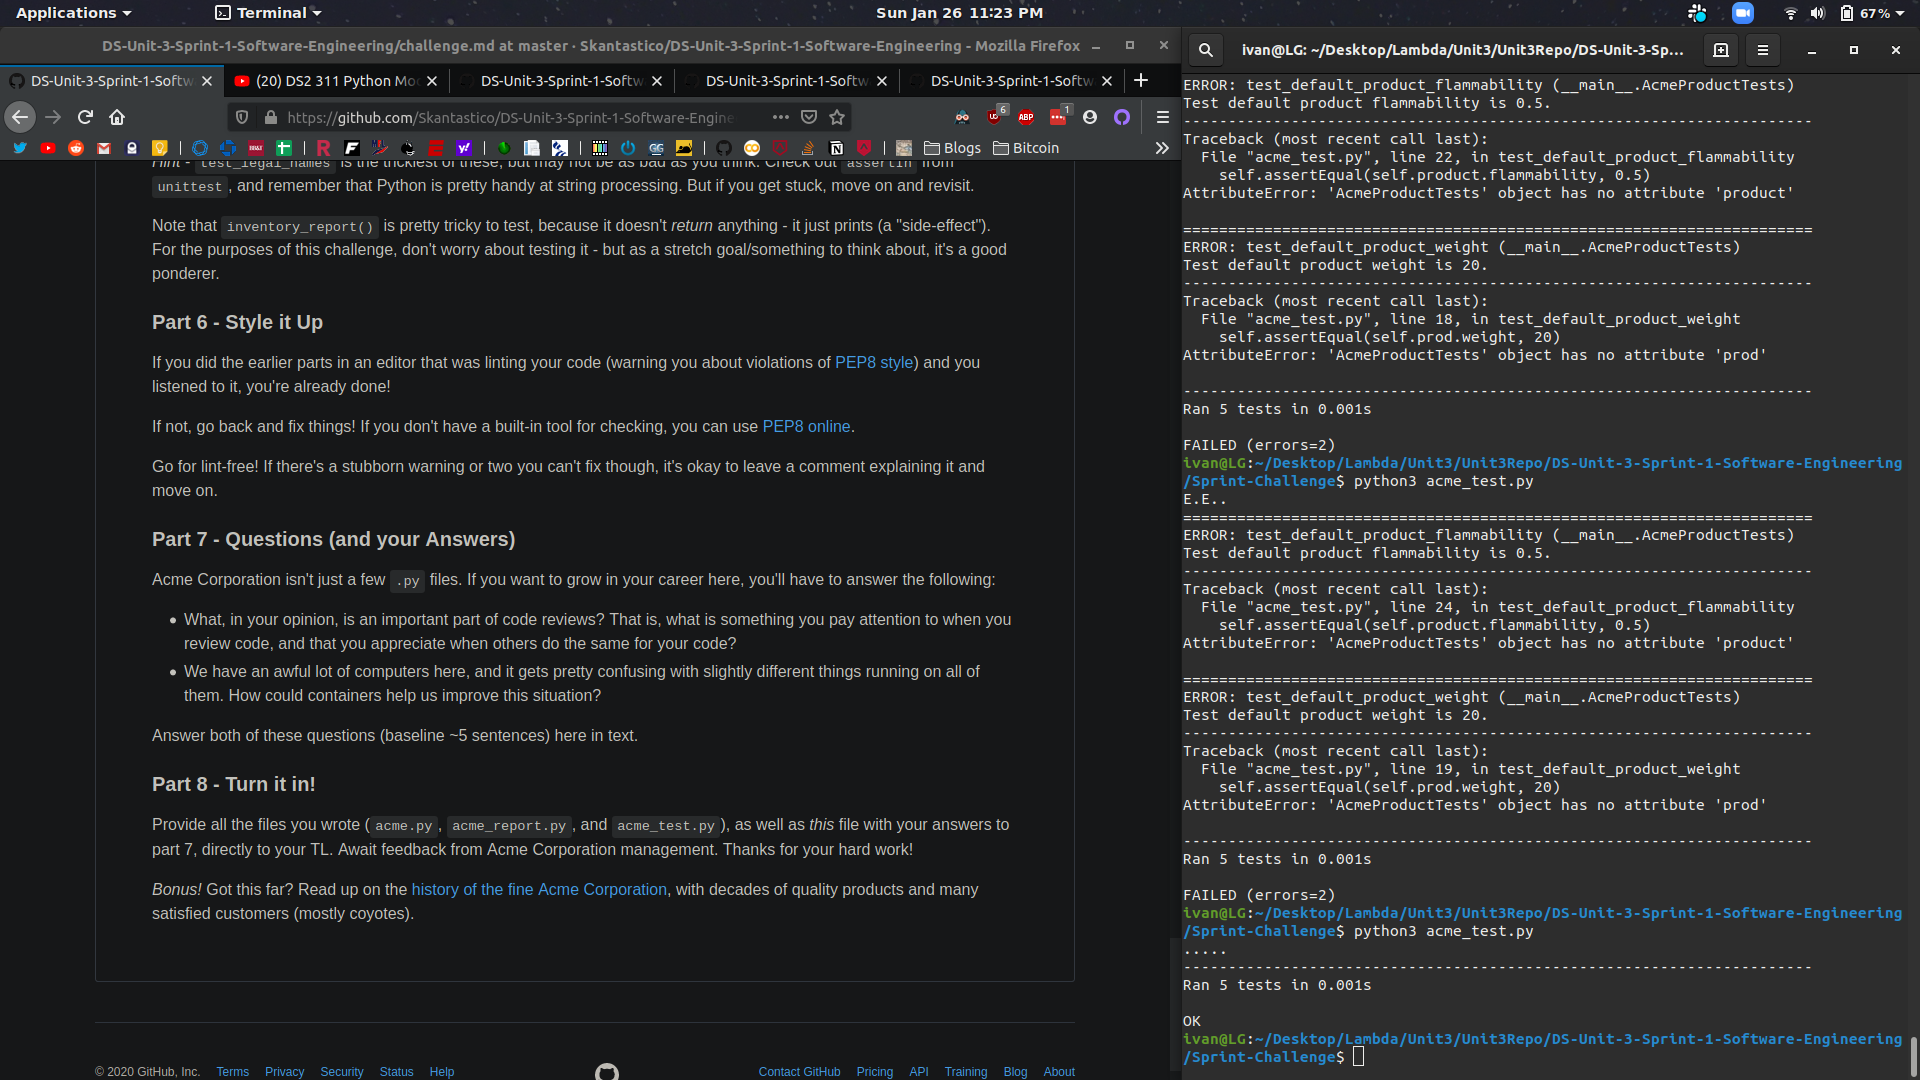 Applications
Terminal
Sun Jan 26 11:23 PM
67%
DS-Unit-3-Sprint-1-Software-Engineering/challenge.md at master · Skantastico/DS-Unit-3-Sprint-1-Software-Engineering - Mozilla Firefox
DS-Unit-3-Sprint-1-Softw
(20) DS2 311 Python Mo
DS-Unit-3-Sprint-1-Softw
DS-Unit-3-Sprint-1-Softw
DS-Unit-3-Sprint-1-Softw
https://github.com/Skantastico/DS-Unit-3-Sprint-1-Software-Engine
6
ABP
1
Blogs
Bitcoin
Hint - test_legal_names is the trickiest of these, but may not be as bad as you think. Check out assertIn from
unittest, and remember that Python is pretty handy at string processing. But if you get stuck, move on and revisit.
Note that inventory_report() is pretty tricky to test, because it doesn't return anything - it just prints (a "side-effect").
For the purposes of this challenge, don't worry about testing it - but as a stretch goal/something to think about, it's a good
ponderer.
Part 6 - Style it Up
If you did the earlier parts in an editor that was linting your code (warning you about violations of PEP8 style) and you
listened to it, you're already done!
If not, go back and fix things! If you don't have a built-in tool for checking, you can use PEP8 online.
Go for lint-free! If there's a stubborn warning or two you can't fix though, it's okay to leave a comment explaining it and
move on.
Part 7 - Questions (and your Answers)
Acme Corporation isn't just a few .py files. If you want to grow in your career here, you'll have to answer the following:
• What, in your opinion, is an important part of code reviews? That is, what is something you pay attention to when you
review code, and that you appreciate when others do the same for your code?
• We have an awful lot of computers here, and it gets pretty confusing with slightly different things running on all of
them. How could containers help us improve this situation?
Answer both of these questions (baseline ~5 sentences) here in text.
Part 8 - Turn it in!
Provide all the files you wrote (acme.py, acme_report.py, and acme_test.py), as well as this file with your answers to
part 7, directly to your TL. Await feedback from Acme Corporation management. Thanks for your hard work!
Bonus! Got this far? Read up on the history of the fine Acme Corporation, with decades of quality products and many
satisfied customers (mostly coyotes).
© 2020 GitHub, Inc. Terms Privacy Security Status Help
Contact GitHub Pricing API Training Blog About
ivan@LG: ~/Desktop/Lambda/Unit3/Unit3Repo/DS-Unit-3-Sp...
ERROR: test_default_product_flammability (__main__.AcmeProductTests)
Test default product flammability is 0.5.
----------------------------------------------------------------------
Traceback (most recent call last):
  File "acme_test.py", line 22, in test_default_product_flammability
    self.assertEqual(self.product.flammability, 0.5)
AttributeError: 'AcmeProductTests' object has no attribute 'product'
======================================================================
ERROR: test_default_product_weight (__main__.AcmeProductTests)
Test default product weight is 20.
----------------------------------------------------------------------
Traceback (most recent call last):
  File "acme_test.py", line 18, in test_default_product_weight
    self.assertEqual(self.prod.weight, 20)
AttributeError: 'AcmeProductTests' object has no attribute 'prod'
----------------------------------------------------------------------
Ran 5 tests in 0.001s
FAILED (errors=2)
ivan@LG:~/Desktop/Lambda/Unit3/Unit3Repo/DS-Unit-3-Sprint-1-Software-Engineering
/Sprint-Challenge$ python3 acme_test.py
E.E..
======================================================================
ERROR: test_default_product_flammability (__main__.AcmeProductTests)
Test default product flammability is 0.5.
----------------------------------------------------------------------
Traceback (most recent call last):
  File "acme_test.py", line 24, in test_default_product_flammability
    self.assertEqual(self.product.flammability, 0.5)
AttributeError: 'AcmeProductTests' object has no attribute 'product'
======================================================================
ERROR: test_default_product_weight (__main__.AcmeProductTests)
Test default product weight is 20.
----------------------------------------------------------------------
Traceback (most recent call last):
  File "acme_test.py", line 19, in test_default_product_weight
    self.assertEqual(self.prod.weight, 20)
AttributeError: 'AcmeProductTests' object has no attribute 'prod'
----------------------------------------------------------------------
Ran 5 tests in 0.001s
FAILED (errors=2)
ivan@LG:~/Desktop/Lambda/Unit3/Unit3Repo/DS-Unit-3-Sprint-1-Software-Engineering
/Sprint-Challenge$ python3 acme_test.py
.....
----------------------------------------------------------------------
Ran 5 tests in 0.001s
OK
ivan@LG:~/Desktop/Lambda/Unit3/Unit3Repo/DS-Unit-3-Sprint-1-Software-Engineering
/Sprint-Challenge$